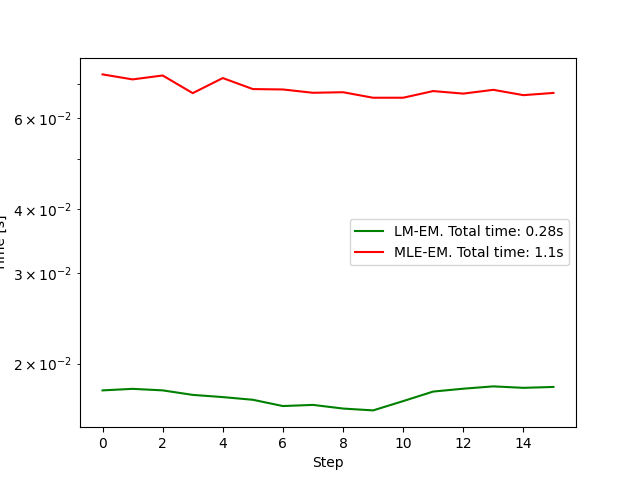 6 × 10⁻²
4 × 10⁻²
3 × 10⁻²
2 × 10⁻²
LM-EM. Total time: 0.28s
MLE-EM. Total time: 1.1s
0 2 4 6 8 10 12 14
Step